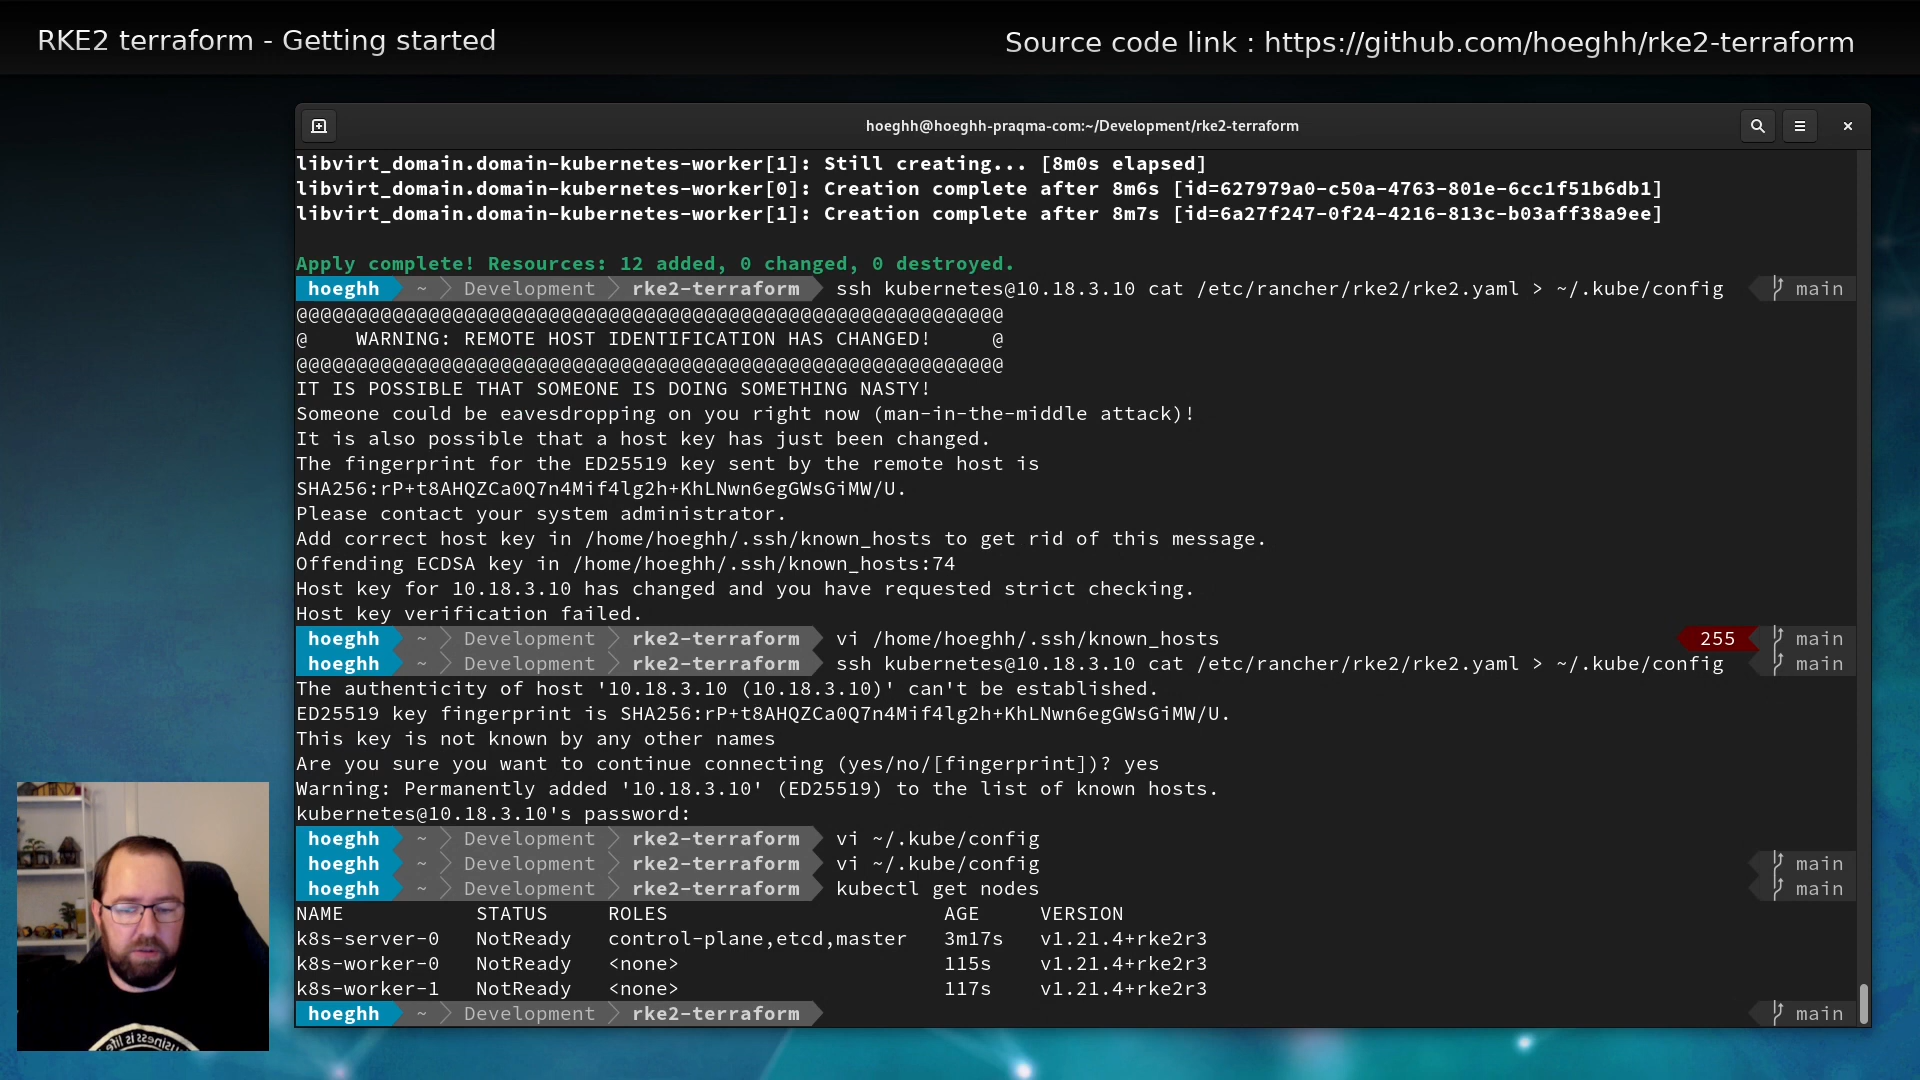 RKE2 terraform - Getting started
Source code link : https://github.com/hoeghh/rke2-terraform
hoeghh@hoeghh-praqma-com:~/Development/rke2-terraform
libvirt_domain.domain-kubernetes-worker[1]: Still creating... [8m0s elapsed]
libvirt_domain.domain-kubernetes-worker[0]: Creation complete after 8m6s [id=627979a0-c50a-4763-801e-6cc1f51b6db1]
libvirt_domain.domain-kubernetes-worker[1]: Creation complete after 8m7s [id=6a27f247-0f24-4216-813c-b03aff38a9ee]
Apply complete! Resources: 12 added, 0 changed, 0 destroyed.
hoeghh ~ Development rke2-terraform ssh kubernetes@10.18.3.10 cat /etc/rancher/rke2/rke2.yaml > ~/.kube/config main
@@@@@@@@@@@@@@@@@@@@@@@@@@@@@@@@@@@@@@@@@@@@@@@@@@@@@@@@@@@
@    WARNING: REMOTE HOST IDENTIFICATION HAS CHANGED!     @
@@@@@@@@@@@@@@@@@@@@@@@@@@@@@@@@@@@@@@@@@@@@@@@@@@@@@@@@@@@
IT IS POSSIBLE THAT SOMEONE IS DOING SOMETHING NASTY!
Someone could be eavesdropping on you right now (man-in-the-middle attack)!
It is also possible that a host key has just been changed.
The fingerprint for the ED25519 key sent by the remote host is
SHA256:rP+t8AHQZCa0Q7n4Mif4lg2h+KhLNwn6egGWsGiMW/U.
Please contact your system administrator.
Add correct host key in /home/hoeghh/.ssh/known_hosts to get rid of this message.
Offending ECDSA key in /home/hoeghh/.ssh/known_hosts:74
Host key for 10.18.3.10 has changed and you have requested strict checking.
Host key verification failed.
hoeghh ~ Development rke2-terraform vi /home/hoeghh/.ssh/known_hosts 255 main
hoeghh ~ Development rke2-terraform ssh kubernetes@10.18.3.10 cat /etc/rancher/rke2/rke2.yaml > ~/.kube/config main
The authenticity of host '10.18.3.10 (10.18.3.10)' can't be established.
ED25519 key fingerprint is SHA256:rP+t8AHQZCa0Q7n4Mif4lg2h+KhLNwn6egGWsGiMW/U.
This key is not known by any other names
Are you sure you want to continue connecting (yes/no/[fingerprint])? yes
Warning: Permanently added '10.18.3.10' (ED25519) to the list of known hosts.
kubernetes@10.18.3.10's password:
hoeghh ~ Development rke2-terraform vi ~/.kube/config
hoeghh ~ Development rke2-terraform vi ~/.kube/config main
hoeghh ~ Development rke2-terraform kubectl get nodes main
NAME STATUS ROLES AGE VERSION
k8s-server-0 NotReady control-plane,etcd,master 3m17s v1.21.4+rke2r3
k8s-worker-0 NotReady <none> 115s v1.21.4+rke2r3
k8s-worker-1 NotReady <none> 117s v1.21.4+rke2r3
hoeghh ~ Development rke2-terraform main